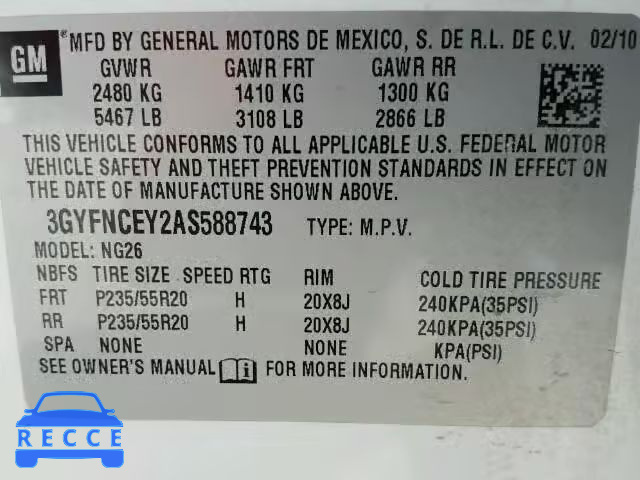 GM ® MFD BY GENERAL MOTORS DE MEXICO, S. DE R.L. DE C.V. 02/10
GVWR GAWR FRT GAWR RR
2480 KG 1410 KG 1300 KG
5467 LB 3108 LB 2866 LB
THIS VEHICLE CONFORMS TO ALL APPLICABLE U.S. FEDERAL MOTOR
VEHICLE SAFETY AND THEFT PREVENTION STANDARDS IN EFFECT ON
THE DATE OF MANUFACTURE SHOWN ABOVE.
3GYFNCEY2AS588743 TYPE: M.P.V.
MODEL: NG26
NBFS TIRE SIZE SPEED RTG RIM COLD TIRE PRESSURE
FRT P235/55R20 H 20X8J 240KPA(35PSI)
RR P235/55R20 H 20X8J 240KPA(35PSI)
SPA NONE NONE KPA(PSI)
SEE OWNER'S MANUAL FOR MORE INFORMATION.
RECCE